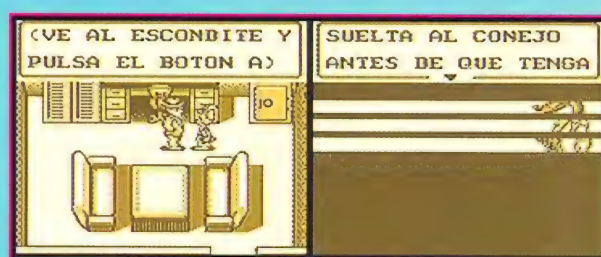 (VE AL ESCONDITE Y
PULSA EL BOTON A)
SUELTA AL CONEJO
ANTES DE QUE TENGA